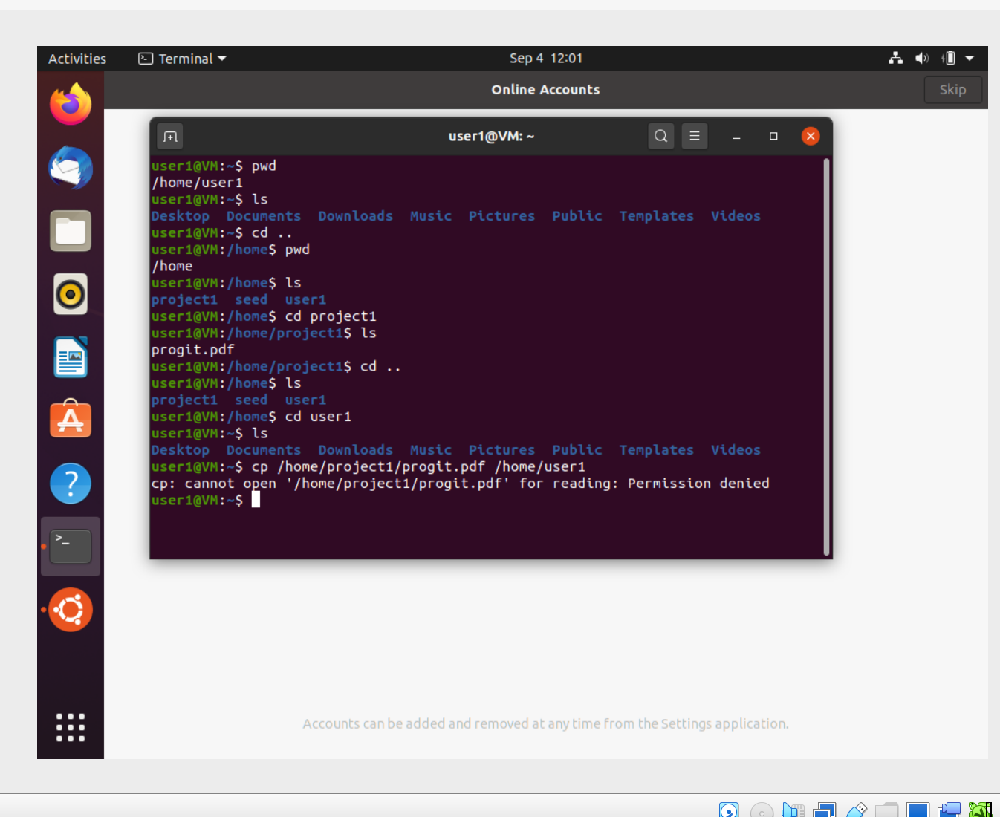 Activities Terminal Sep 4 12:01
Online Accounts Skip
user1@VM: ~
user1@VM:~$ pwd
/home/user1
user1@VM:~$ ls
Desktop Documents Downloads Music Pictures Public Templates Videos
user1@VM:~$ cd ..
user1@VM:/home$ pwd
/home
user1@VM:/home$ ls
project1 seed user1
user1@VM:/home$ cd project1
user1@VM:/home/project1$ ls
progit.pdf
user1@VM:/home/project1$ cd ..
user1@VM:/home$ ls
project1 seed user1
user1@VM:/home$ cd user1
user1@VM:~$ ls
Desktop Documents Downloads Music Pictures Public Templates Videos
user1@VM:~$ cp /home/project1/progit.pdf /home/user1
cp: cannot open '/home/project1/progit.pdf' for reading: Permission denied
user1@VM:~$
Accounts can be added and removed at any time from the Settings application.